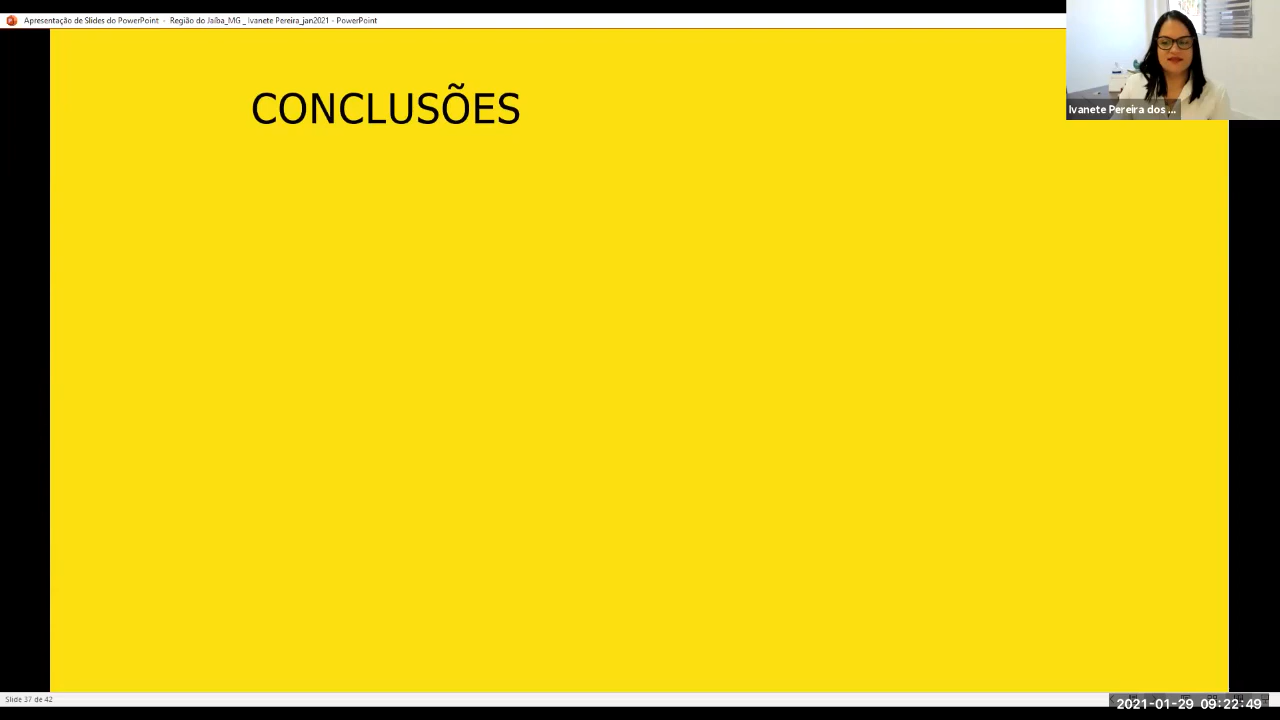 Apresentação de Slides do PowerPoint - Região do Jaíba_MG _ Ivanete Pereira_jan2021 - PowerPoint
Ivanete Pereira dos ...
CONCLUSÕES
Slide 37 de 42
2021-01-29 09:22:49